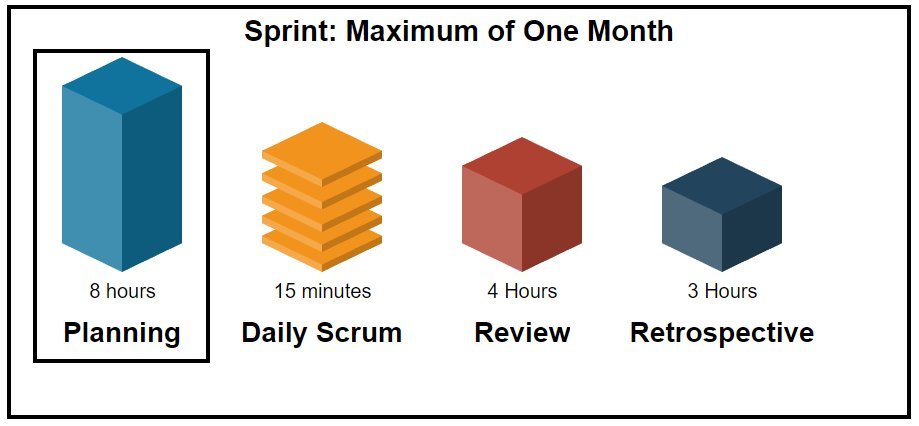 Sprint: Maximum of One Month
8 hours
15 minutes
4 Hours
3 Hours
Planning
Daily Scrum
Review
Retrospective